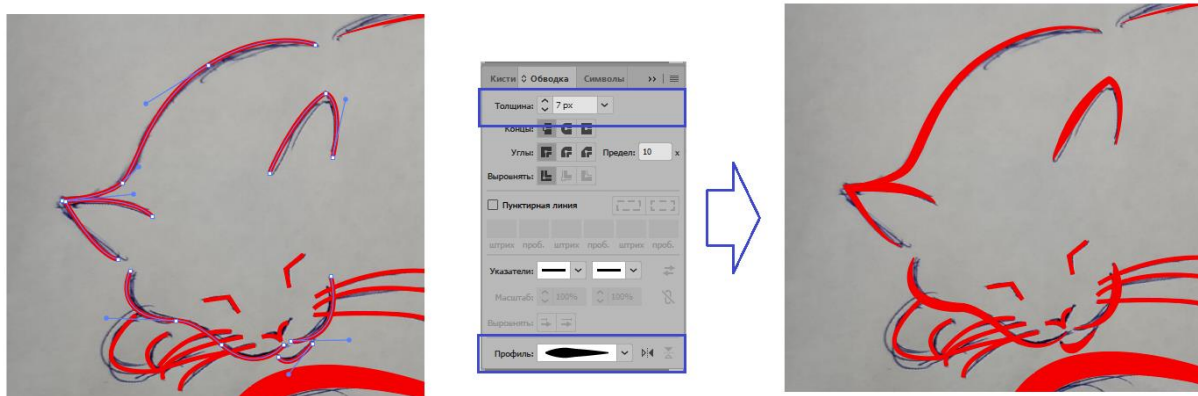 Кисти Обводка Символы
Толщина: 7 px
Концы:
Углы: Предел: 10 x
Выровнять:
Пунктирная линия
штрих проб. штрих проб. штрих проб.
Указатели:
Масштаб: 100% 100%
Выровнять:
Профиль: